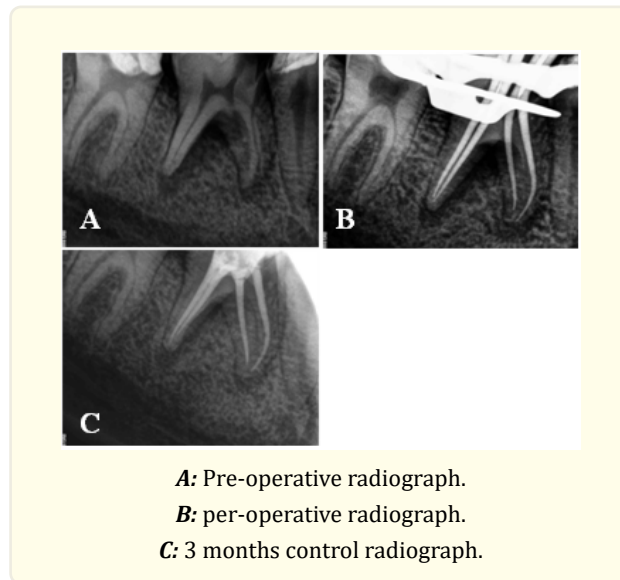 A
B
C
A: Pre-operative radiograph.
B: per-operative radiograph.
C: 3 months control radiograph.